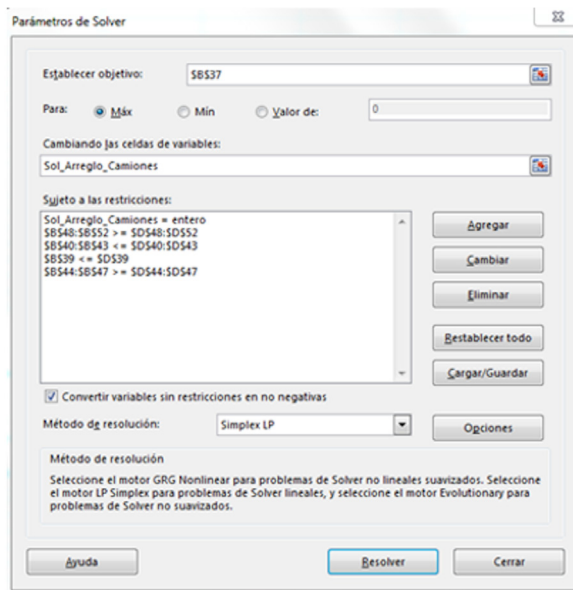 Parámetros de Solver
Establecer objetivo:
$B$37
Para:
Máx
Mín
Valor de:
0
Cambiando las celdas de variables:
Sol_Arreglo_Camiones
Sujeto a las restricciones:
Sol_Arreglo_Camiones = entero
$B$48:$B$52 >= $D$48:$D$52
$B$40:$B$43 <= $D$40:$D$43
$B$39 <= $D$39
$B$44:$B$47 >= $D$44:$D$47
Agregar
Cambiar
Eliminar
Restablecer todo
Cargar/Guardar
Convertir variables sin restricciones en no negativas
Método de resolución:
Simplex LP
Opciones
Método de resolución
Seleccione el motor GRG Nonlinear para problemas de Solver no lineales suavizados. Seleccione
el motor LP Simplex para problemas de Solver lineales, y seleccione el motor Evolutionary para
problemas de Solver no suavizados.
Ayuda
Resolver
Cerrar